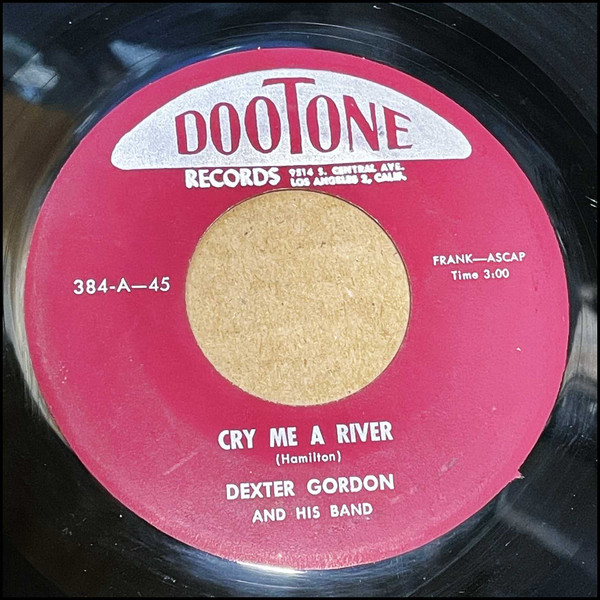 DOOTONE
RECORDS 9514 S. CENTRAL AVE.
LOS ANGELES 2, CALIF.
384-A—45
FRANK—ASCAP
Time 3:00
CRY ME A RIVER
(Hamilton)
DEXTER GORDON
AND HIS BAND